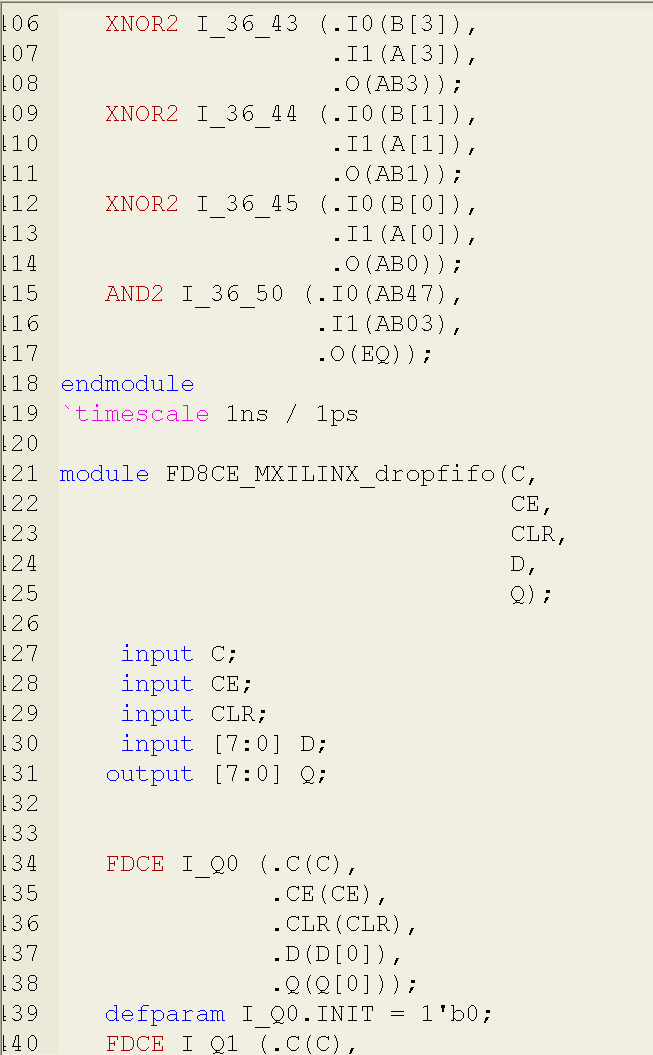 406 XNOR2 I_36_43 (.I0(B[3]),
407 .I1(A[3]),
408 .O(AB3));
409 XNOR2 I_36_44 (.I0(B[1]),
410 .I1(A[1]),
411 .O(AB1));
412 XNOR2 I_36_45 (.I0(B[0]),
413 .I1(A[0]),
414 .O(AB0));
415 AND2 I_36_50 (.I0(AB47),
416 .I1(AB03),
417 .O(EQ));
418 endmodule
419 `timescale 1ns / 1ps
420
421 module FD8CE_MXILINX_dropfifo(C,
422 CE,
423 CLR,
424 D,
425 Q);
426
427 input C;
428 input CE;
429 input CLR;
430 input [7:0] D;
431 output [7:0] Q;
432
433
434 FDCE I_Q0 (.C(C),
435 .CE(CE),
436 .CLR(CLR),
437 .D(D[0]),
438 .Q(Q[0]));
439 defparam I_Q0.INIT = 1'b0;
440 FDCE I_Q1 (.C(C),